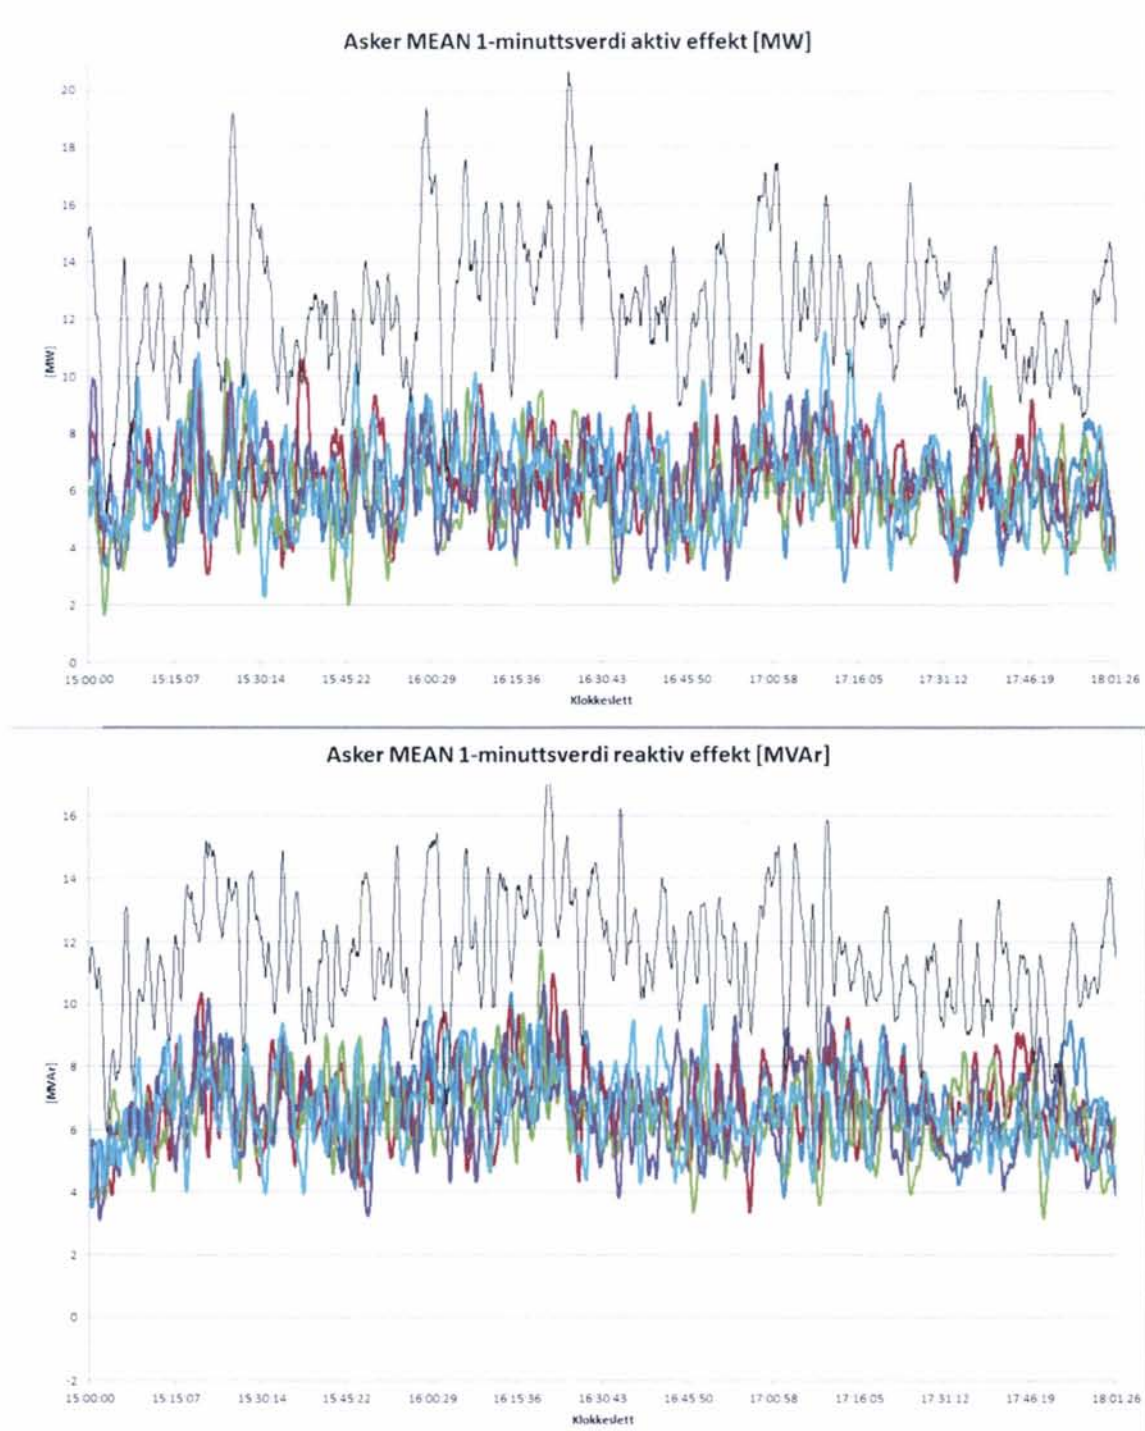 Asker MEAN 1-minuttsverdi aktiv effekt [MW]
20
18
16
14
12
10
8
6
4
2
0
[MW]
15:00:00 15:15:07 15:30:14 15:45:22 16:00:29 16:15:36 16:30:43 16:45:50 17:00:58 17:16:05 17:31:12 17:46:19 18:01:26
Klokkeslett
Asker MEAN 1-minuttsverdi reaktiv effekt [MVAr]
16
14
12
10
8
6
4
2
0
-2
[MVAr]
15:00:00 15:15:07 15:30:14 15:45:22 16:00:29 16:15:36 16:30:43 16:45:50 17:00:58 17:16:05 17:31:12 17:46:19 18:01:26
Klokkeslett